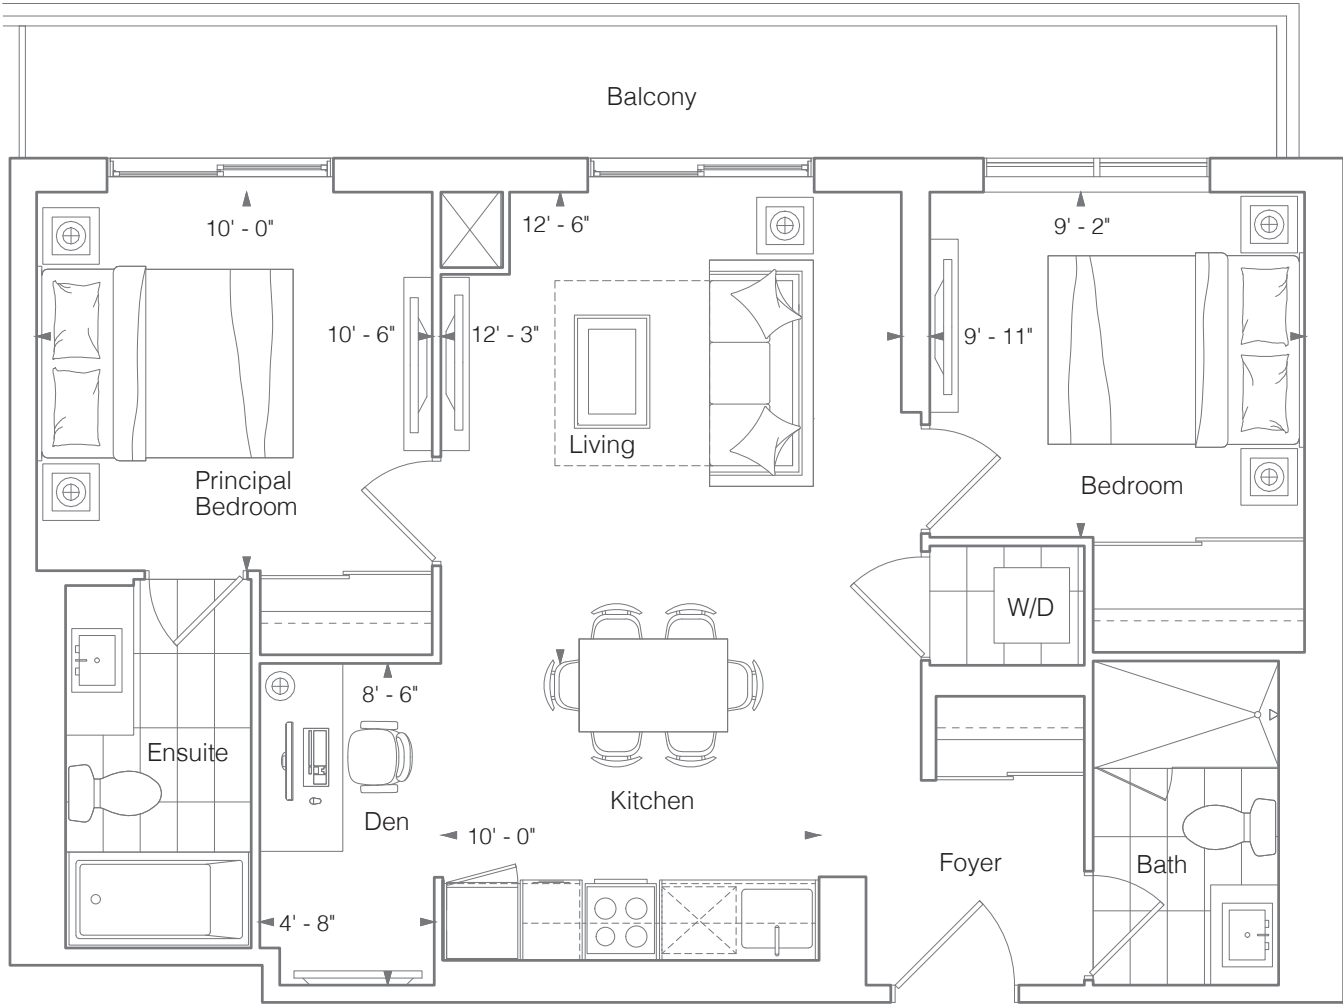 Balcony
10' - 0"
12' - 6"
9' - 2"
10' - 6"
12' - 3"
9' - 11"
Living
Principal
Bedroom
Bedroom
W/D
8' - 6"
Ensuite
Kitchen
Den
10' - 0"
Foyer
Bath
4' - 8"